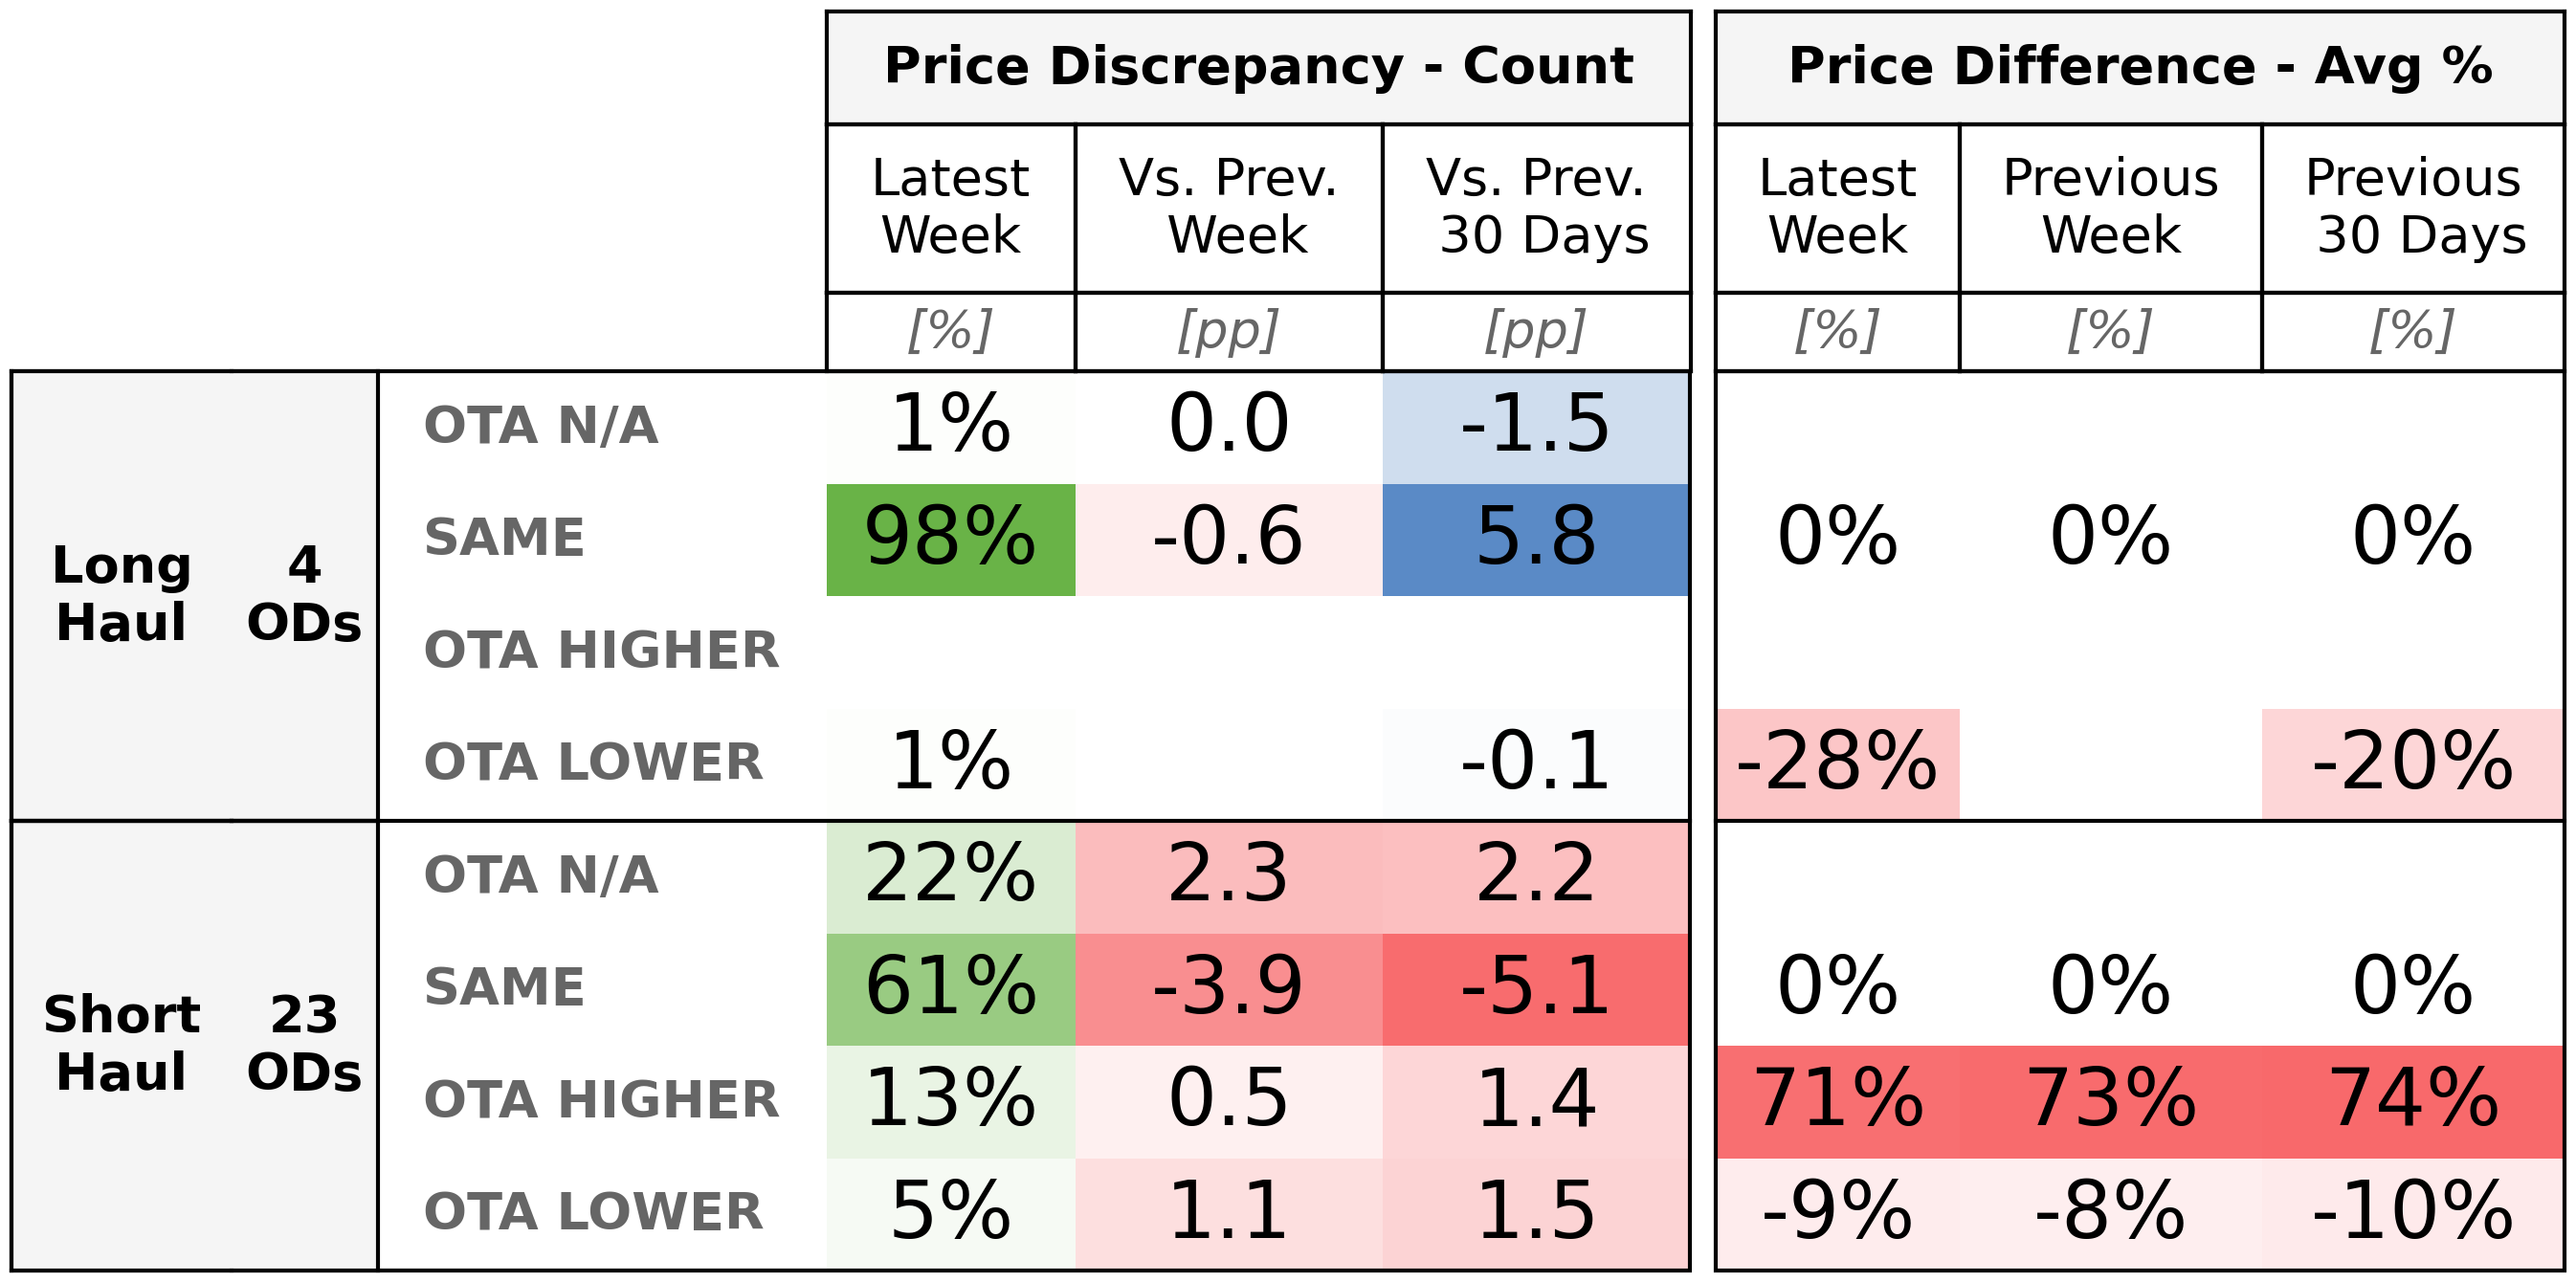 Price Discrepancy - Count Price Difference - Avg %
Latest Week Vs. Prev. Week Vs. Prev. 30 Days Latest Week Previous Week Previous 30 Days
[%] [pp] [pp] [%] [%] [%]
Long Haul 4 ODs
OTA N/A 1% 0.0 -1.5
SAME 98% -0.6 5.8 0% 0% 0%
OTA HIGHER
OTA LOWER 1% -0.1 -28% -20%
Short Haul 23 ODs
OTA N/A 22% 2.3 2.2
SAME 61% -3.9 -5.1 0% 0% 0%
OTA HIGHER 13% 0.5 1.4 71% 73% 74%
OTA LOWER 5% 1.1 1.5 -9% -8% -10%